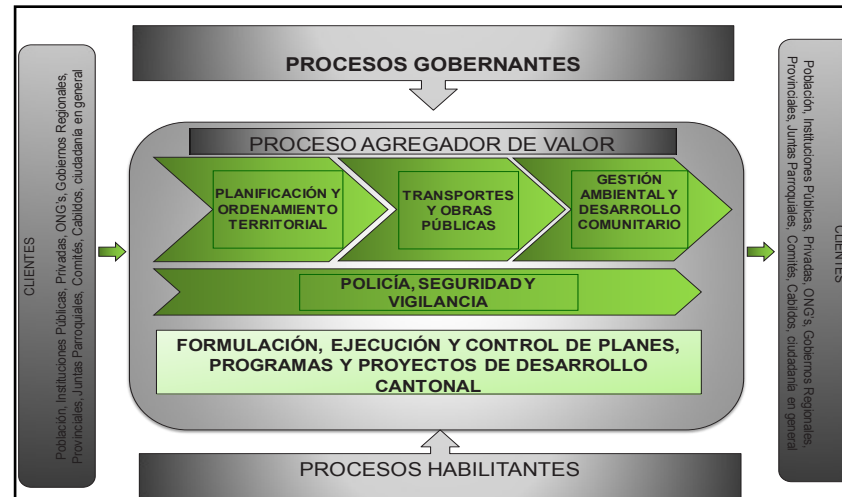 PROCESOS GOBERNANTES
CLIENTES
Población, Instituciones Públicas, Privadas, ONG's, Gobiernos Regionales,
Provinciales, Juntas Parroquiales, Comités, Cabildos, ciudadanía en general
PROCESO AGREGADOR DE VALOR
PLANIFICACIÓN Y
ORDENAMIENTO
TERRITORIAL
TRANSPORTES
Y OBRAS
PÚBLICAS
GESTIÓN
AMBIENTAL Y
DESARROLLO
COMUNITARIO
POLICÍA, SEGURIDAD Y
VIGILANCIA
FORMULACIÓN, EJECUCIÓN Y CONTROL DE PLANES,
PROGRAMAS Y PROYECTOS DE DESARROLLO
CANTONAL
PROCESOS HABILITANTES
CLIENTES
Población, Instituciones Públicas, Privadas, ONG's, Gobiernos Regionales,
Provinciales, Juntas Parroquiales, Comités, Cabildos, ciudadanía en general